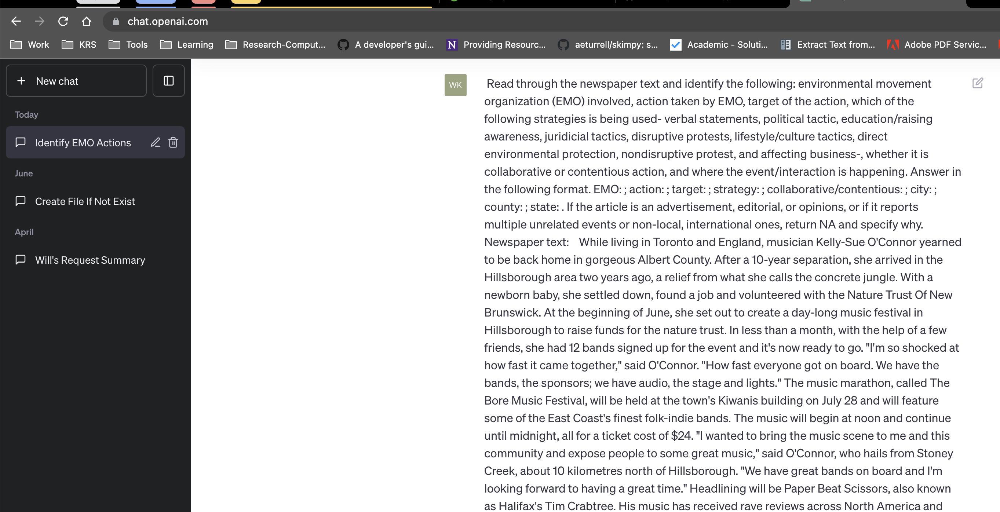 chat.openai.com
Work KRS Tools Learning Research-Comput... A developer's gui... N Providing Resourc... aeturrell/skimpy: s... Academic - Soluti... Extract Text from... Adobe PDF Servic...
+ New chat
Today
Identify EMO Actions
June
Create File If Not Exist
April
Will's Request Summary
WK
Read through the newspaper text and identify the following: environmental movement
organization (EMO) involved, action taken by EMO, target of the action, which of the
following strategies is being used- verbal statements, political tactic, education/raising
awareness, juridicial tactics, disruptive protests, lifestyle/culture tactics, direct
environmental protection, nondisruptive protest, and affecting business-, whether it is
collaborative or contentious action, and where the event/interaction is happening. Answer in
the following format. EMO: ; action: ; target: ; strategy: ; collaborative/contentious: ; city: ;
county: ; state: . If the article is an advertisement, editorial, or opinions, or if it reports
multiple unrelated events or non-local, international ones, return NA and specify why.
Newspaper text: While living in Toronto and England, musician Kelly-Sue O'Connor yearned
to be back home in gorgeous Albert County. After a 10-year separation, she arrived in the
Hillsborough area two years ago, a relief from what she calls the concrete jungle. With a
newborn baby, she settled down, found a job and volunteered with the Nature Trust Of New
Brunswick. At the beginning of June, she set out to create a day-long music festival in
Hillsborough to raise funds for the nature trust. In less than a month, with the help of a few
friends, she had 12 bands signed up for the event and it's now ready to go. "I'm so shocked at
how fast it came together," said O'Connor. "How fast everyone got on board. We have the
bands, the sponsors; we have audio, the stage and lights." The music marathon, called The
Bore Music Festival, will be held at the town's Kiwanis building on July 28 and will feature
some of the East Coast's finest folk-indie bands. The music will begin at noon and continue
until midnight, all for a ticket cost of $24. "I wanted to bring the music scene to me and this
community and expose people to some great music," said O'Connor, who hails from Stoney
Creek, about 10 kilometres north of Hillsborough. "We have great bands on board and I'm
looking forward to having a great time." Headlining will be Paper Beat Scissors, also known
as Halifax's Tim Crabtree. His music has received rave reviews across North America and